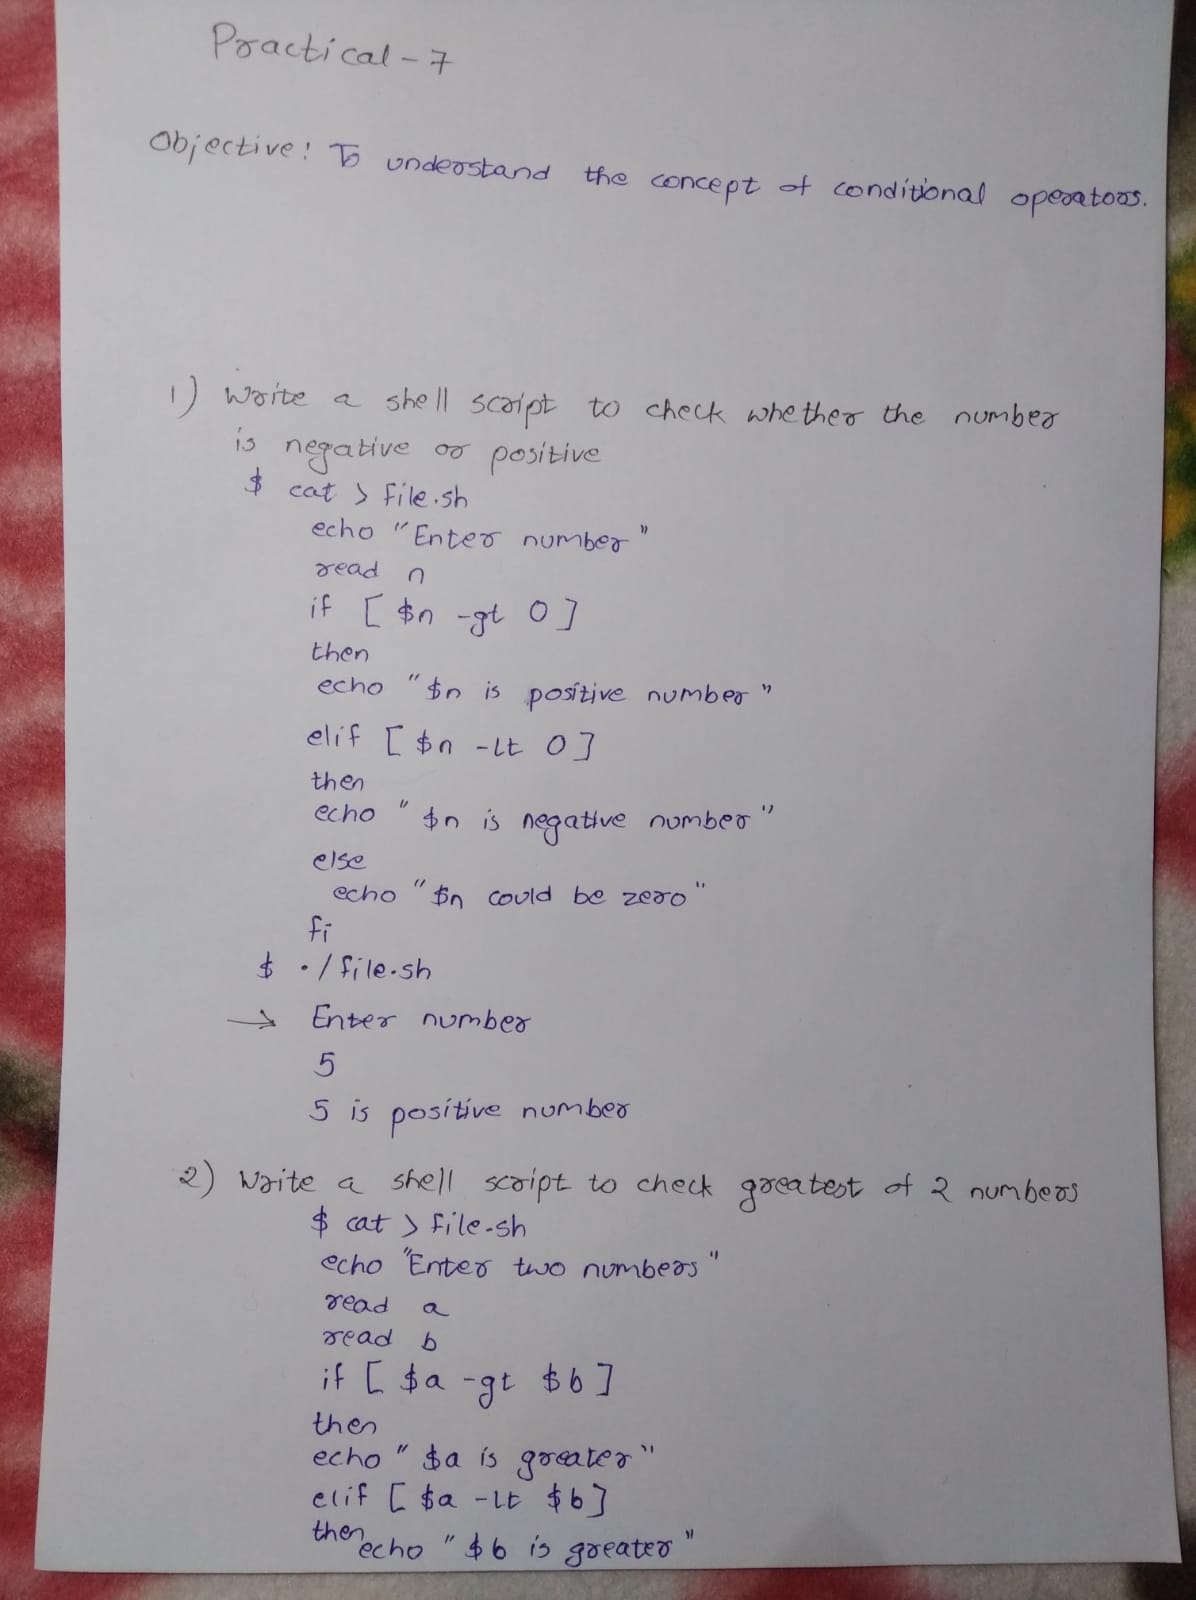 Practical - 7
Objective: To understand the concept of conditional operators.
1) Write a shell script to check whether the number
is negative or positive
$ cat > file.sh
echo "Enter number"
read n
if [ $n -gt 0 ]
then
echo "$n is positive number"
elif [ $n -lt 0 ]
then
echo "$n is negative number"
else
echo "$n could be zero"
fi
$ ./file.sh
→ Enter number
5
5 is positive number
2) Write a shell script to check greatest of 2 numbers
$ cat > file.sh
echo "Enter two numbers"
read a
read b
if [ $a -gt $b ]
then
echo "$a is greater"
elif [ $a -lt $b ]
then
echo "$b is greater"